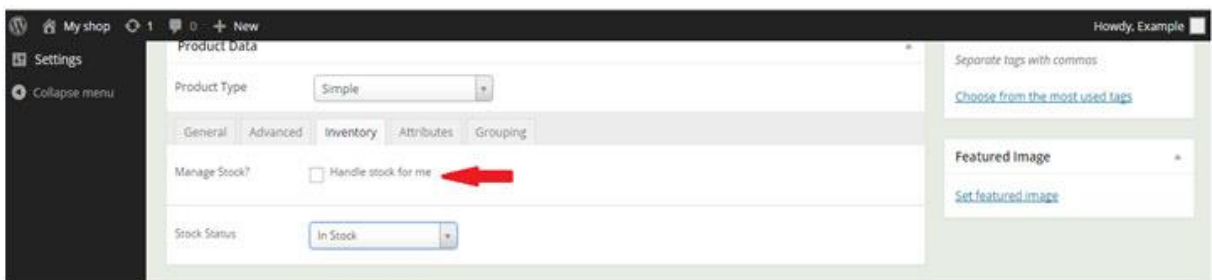 My shop 1 0 + New Howdy, Example
Settings
Collapse menu
Product Data
Product Type Simple
General Advanced Inventory Attributes Grouping
Manage Stock? Handle stock for me
Stock Status In Stock
Separate tags with commas
Choose from the most used tags
Featured Image
Set featured image